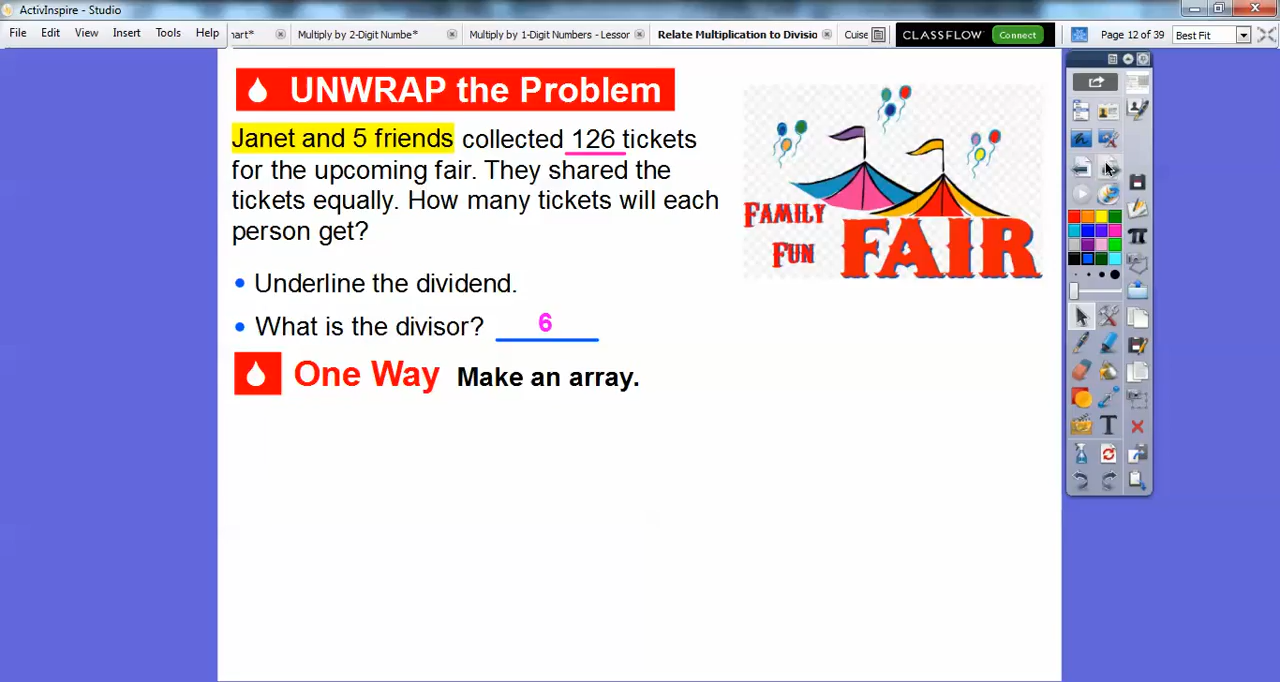 ActivInspire - Studio
File Edit View Insert Tools Help
hart* Multiply by 2-Digit Numbe* Multiply by 1-Digit Numbers - Lessor Relate Multiplication to Divisio Cuise CLASSFLOW Connect Page 12 of 39 Best Fit
UNWRAP the Problem
Janet and 5 friends collected 126 tickets
for the upcoming fair. They shared the
tickets equally. How many tickets will each
person get?
FAMILY
FUN
FAIR
• Underline the dividend.
• What is the divisor? 6
One Way Make an array.